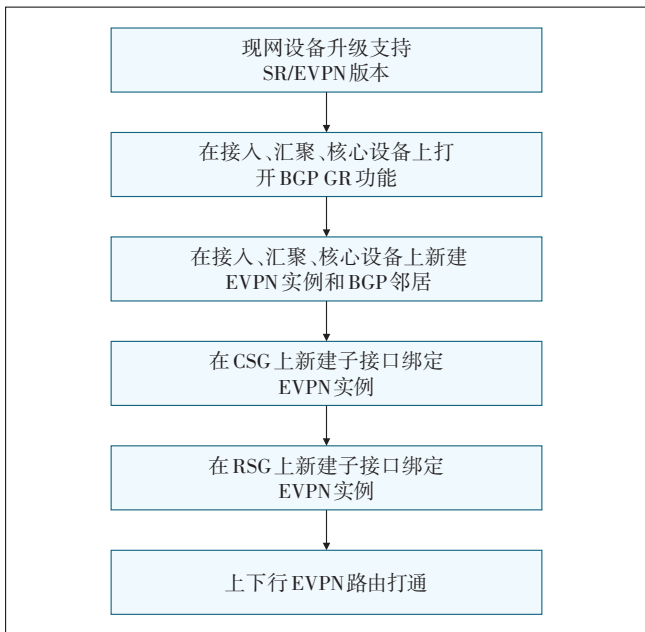 现网设备升级支持
SR/EVPN版本
在接入、汇聚、核心设备上打
开BGP GR功能
在接入、汇聚、核心设备上新建
EVPN实例和BGP邻居
在CSG上新建子接口绑定
EVPN实例
在RSG上新建子接口绑定
EVPN实例
上下行EVPN路由打通